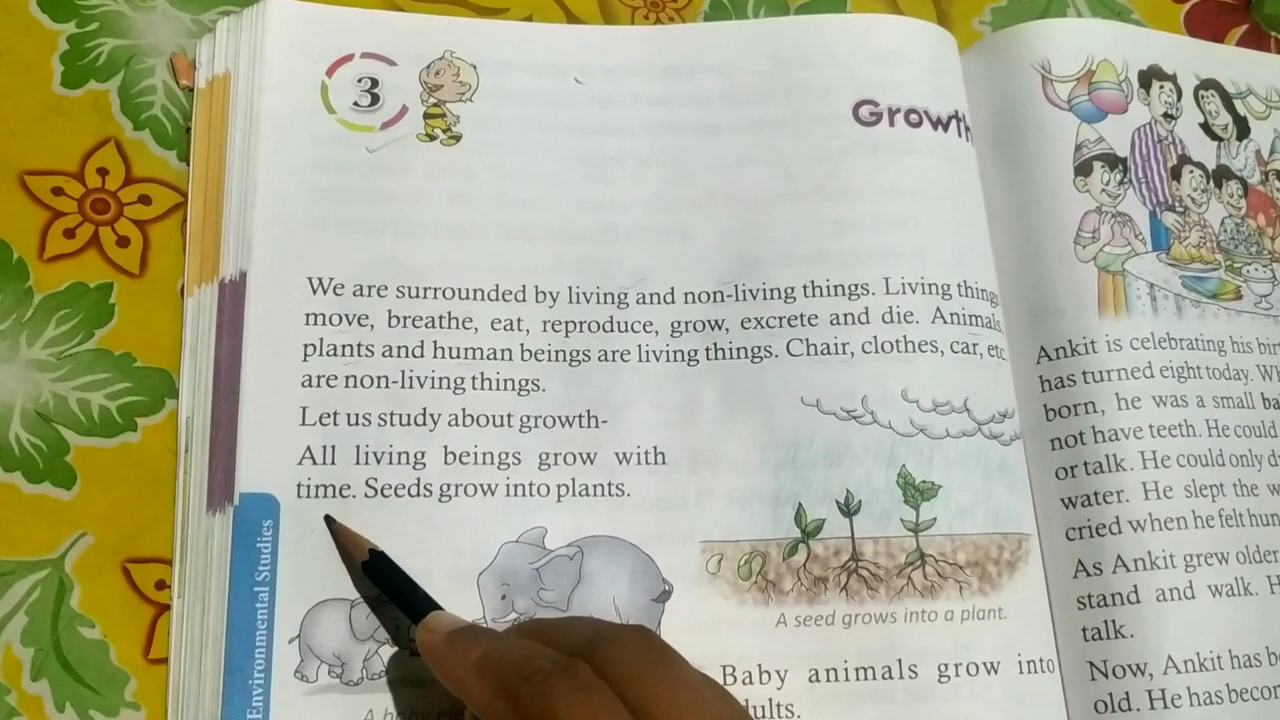 3
Growth
We are surrounded by living and non-living things. Living things
move, breathe, eat, reproduce, grow, excrete and die. Animals,
plants and human beings are living things. Chair, clothes, car, etc
are non-living things.
Let us study about growth-
All living beings grow with
time. Seeds grow into plants.
A seed grows into a plant.
Baby animals grow into
A baby
Environmental Studies
Ankit is celebrating his
has turned eight today.
born, he was a small
not have teeth. He could
or talk. He could only
water. He slept the
cried when he felt
As Ankit grew older
stand and walk.
talk.
Now, Ankit has
old. He has